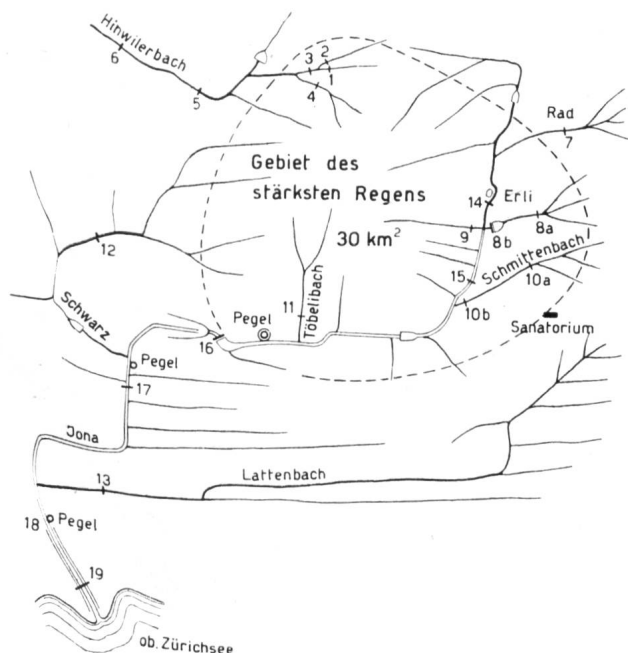 Hinwilerbach
6
5
3
2
1
4
Rad
7
Gebiet des
stärksten Regens
30 km²
14
Erli
9
8b
8a
Schmittenbach
12
11
Töbelibach
15
10a
10b
Sanatorium
Schwarz
Pegel
16
Pegel
17
Jona
Lattenbach
13
18
Pegel
19
ob. Zürichsee